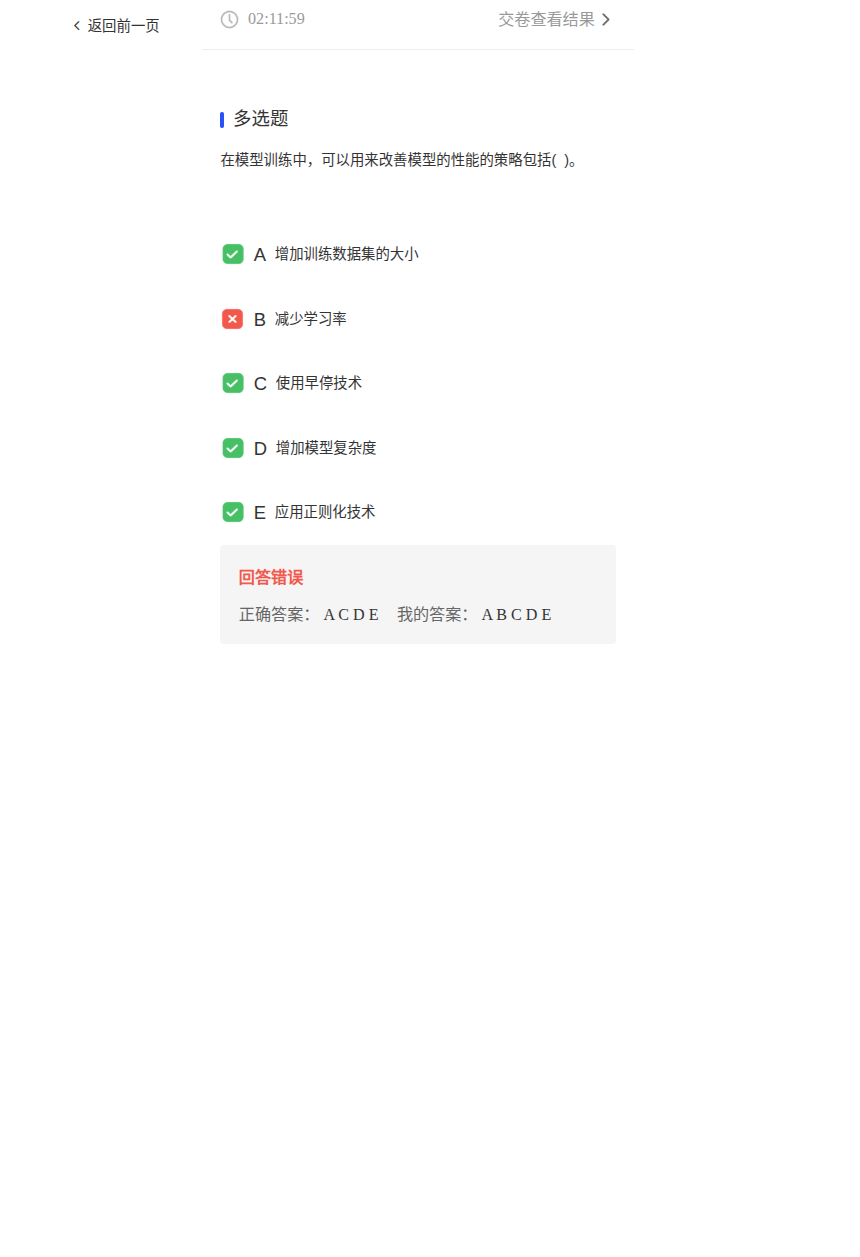 返回前一页
02:11:59 交卷查看结果
多选题
在模型训练中，可以用来改善模型的性能的策略包括(  )。
A 增加训练数据集的大小
B 减少学习率
C 使用早停技术
D 增加模型复杂度
E 应用正则化技术
回答错误
正确答案： A C D E 我的答案： A B C D E